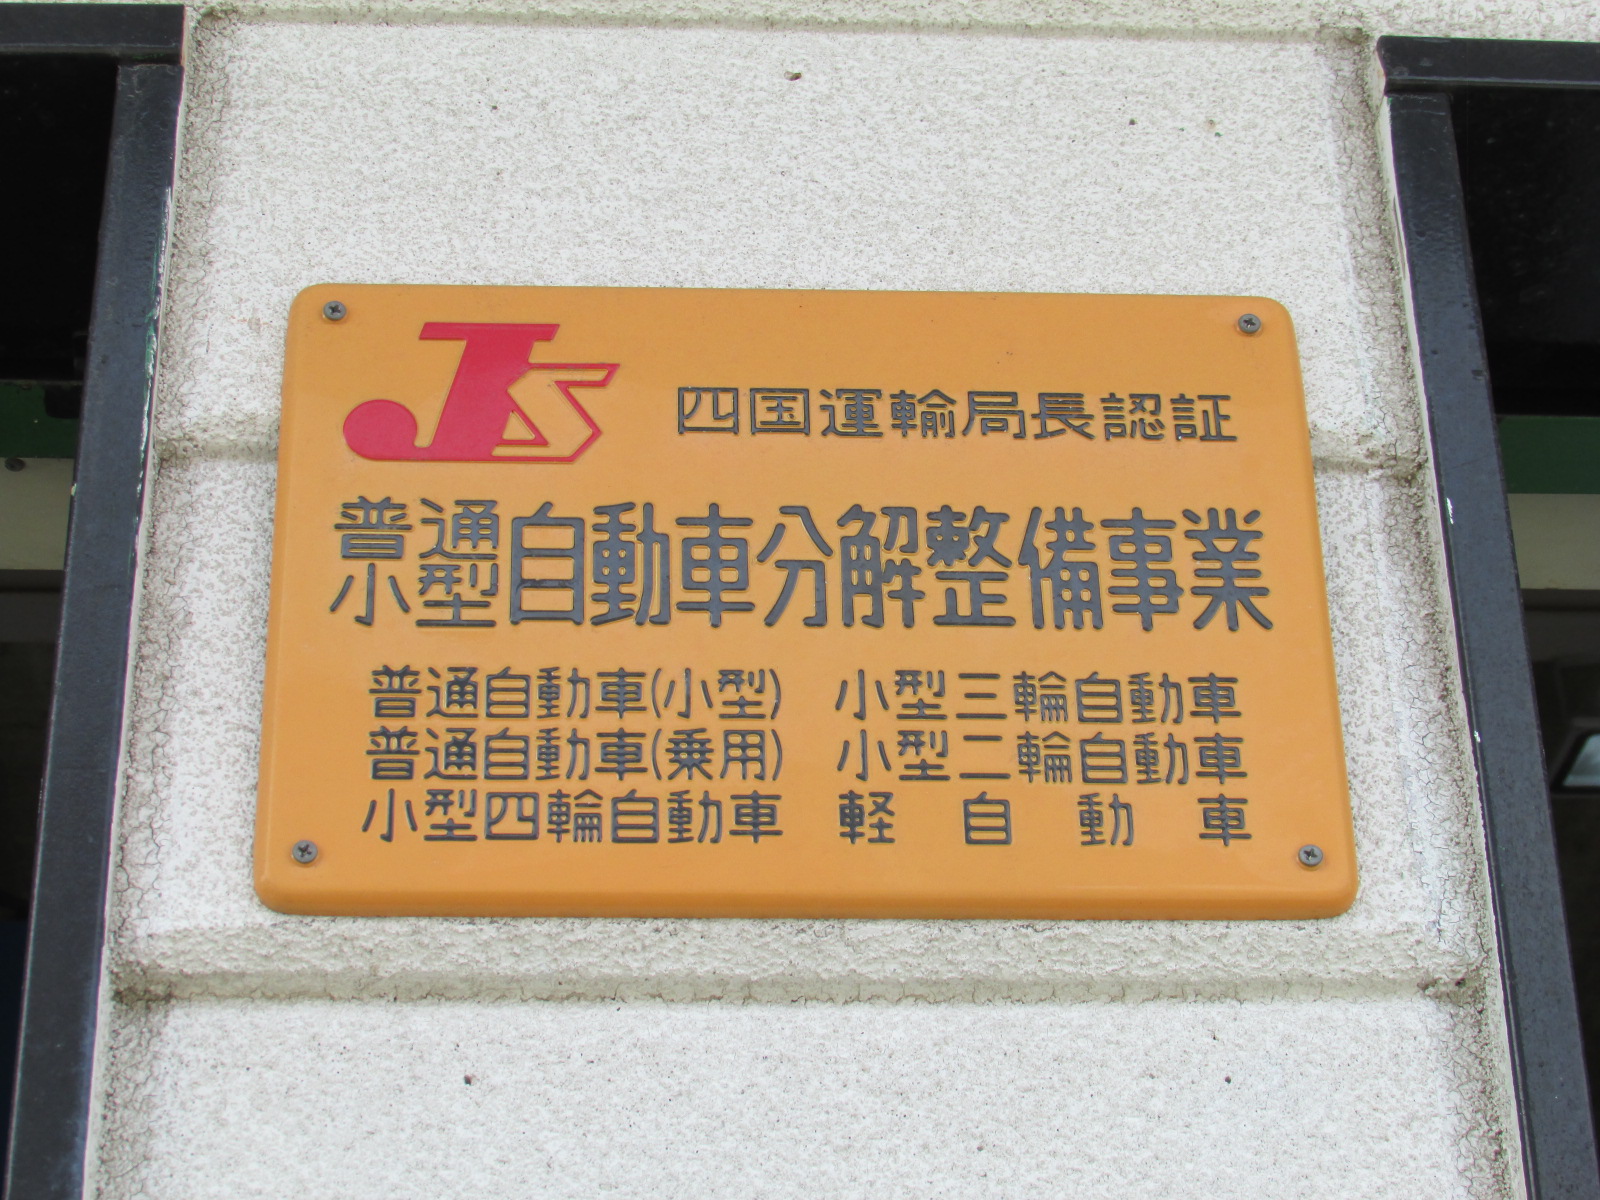 JS
四国運輸局長認証
普通
小型
自動車分解整備事業
普通自動車(小型) 小型三輪自動車
普通自動車(乗用) 小型二輪自動車
小型四輪自動車 軽自動車